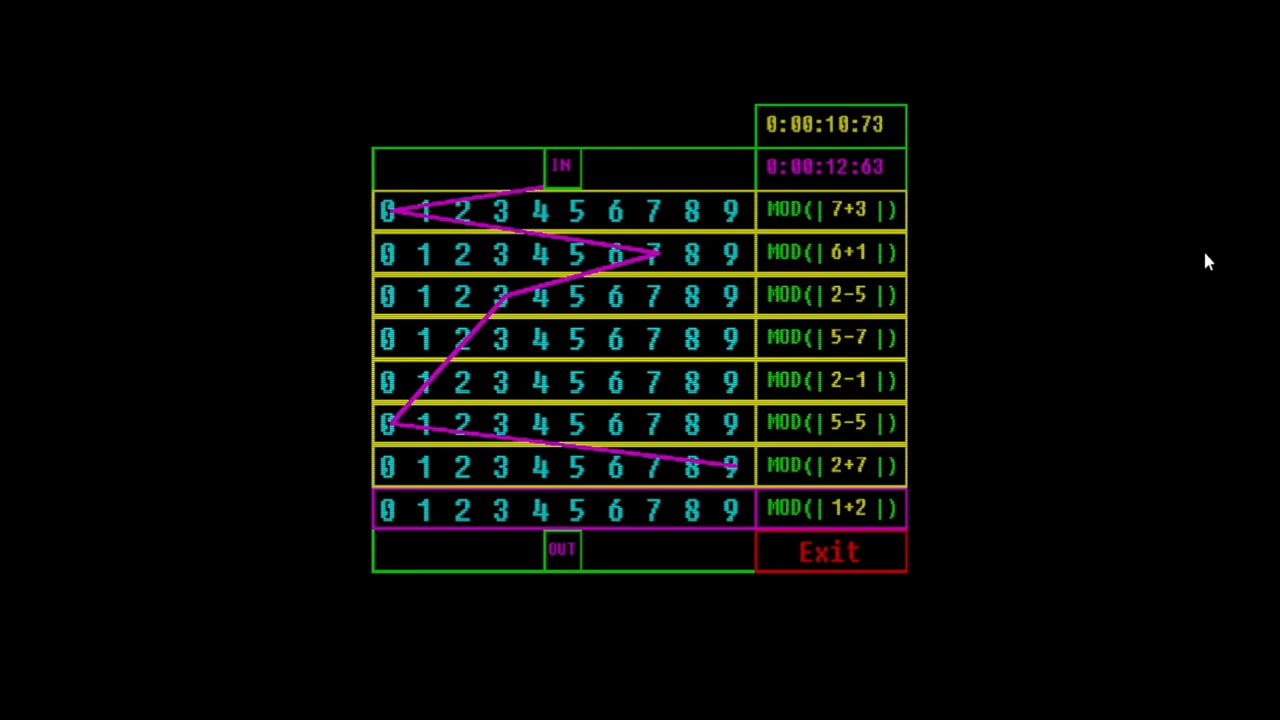 0:00:10:73
IN 0:00:12:63
0 1 2 3 4 5 6 7 8 9 MOD(| 7+3 |)
0 1 2 3 4 5 6 7 8 9 MOD(| 6+1 |)
0 1 2 3 4 5 6 7 8 9 MOD(| 2-5 |)
0 1 2 3 4 5 6 7 8 9 MOD(| 5-7 |)
0 1 2 3 4 5 6 7 8 9 MOD(| 2-1 |)
0 1 2 3 4 5 6 7 8 9 MOD(| 5-5 |)
0 1 2 3 4 5 6 7 8 9 MOD(| 2+7 |)
0 1 2 3 4 5 6 7 8 9 MOD(| 1+2 |)
OUT Exit